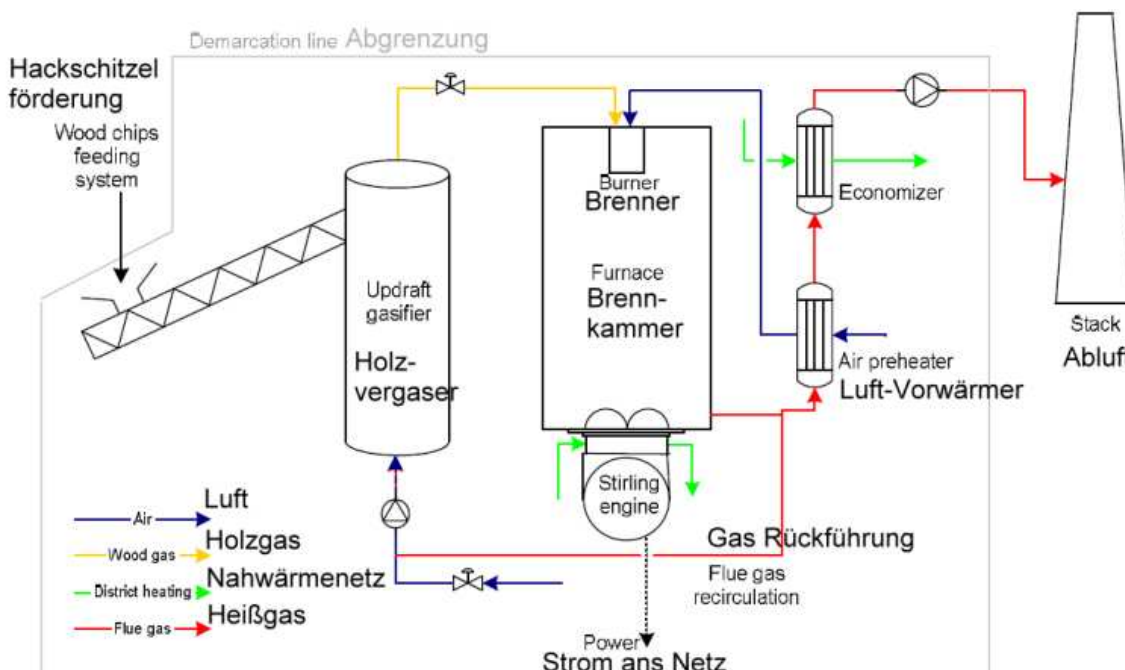 Demarcation line Abgrenzung
Hackschitzel
förderung
Wood chips
feeding
system
Burner
Brenner
Economizer
Updraft
gasifier
Holz-
vergaser
Furnace
Brenn-
kammer
Air preheater
Luft-Vorwärmer
Stack
Abluft
Stirling
engine
Air Luft
Wood gas Holzgas
District heating Nahwärmenetz
Flue gas Heißgas
Gas Rückführung
Flue gas
recirculation
Power
Strom ans Netz